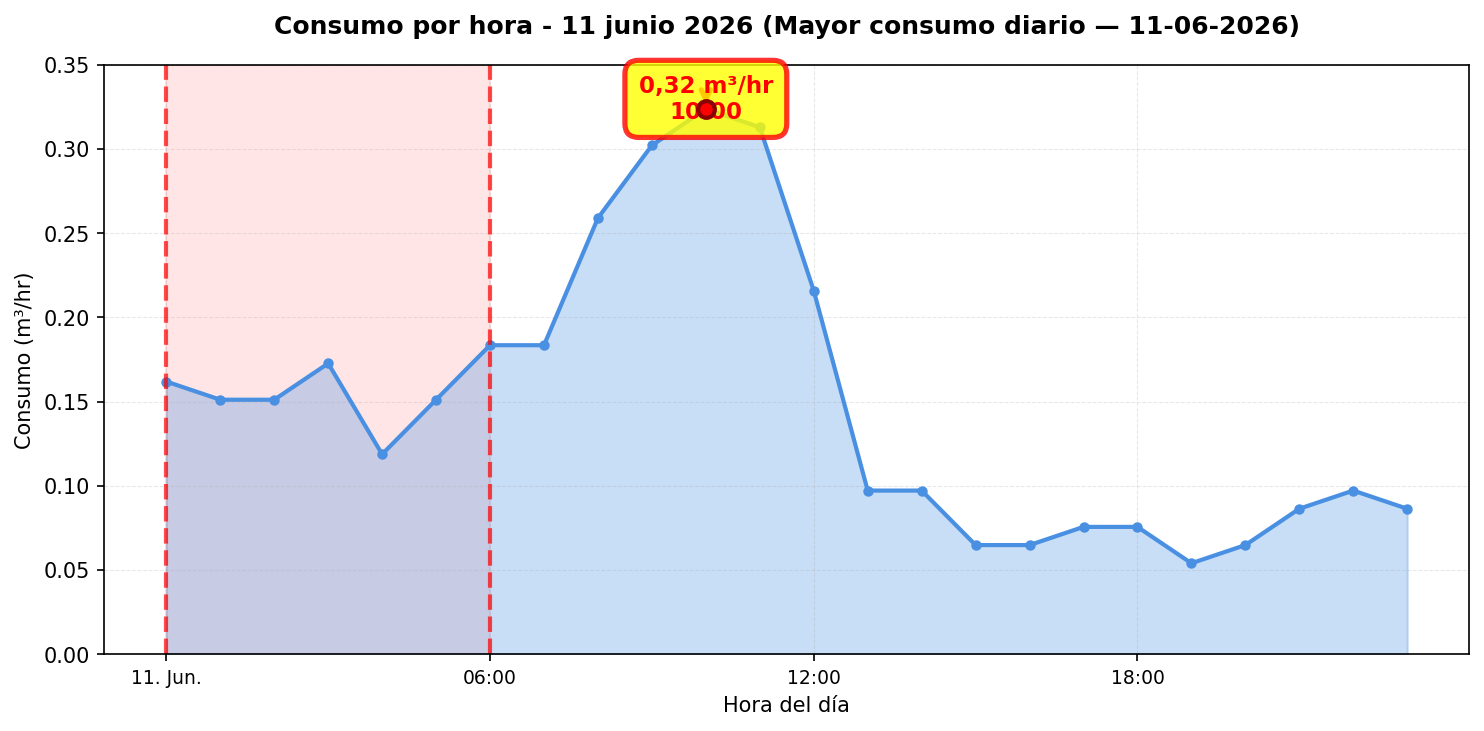 Consumo por hora - 11 junio 2026 (Mayor consumo diario — 11-06-2026)
0.35
0.30
0.25
0.20
0.15
0.10
0.05
0.00
Consumo (m³/hr)
0,32 m³/hr
10:00
11. Jun.
06:00
12:00
18:00
Hora del día